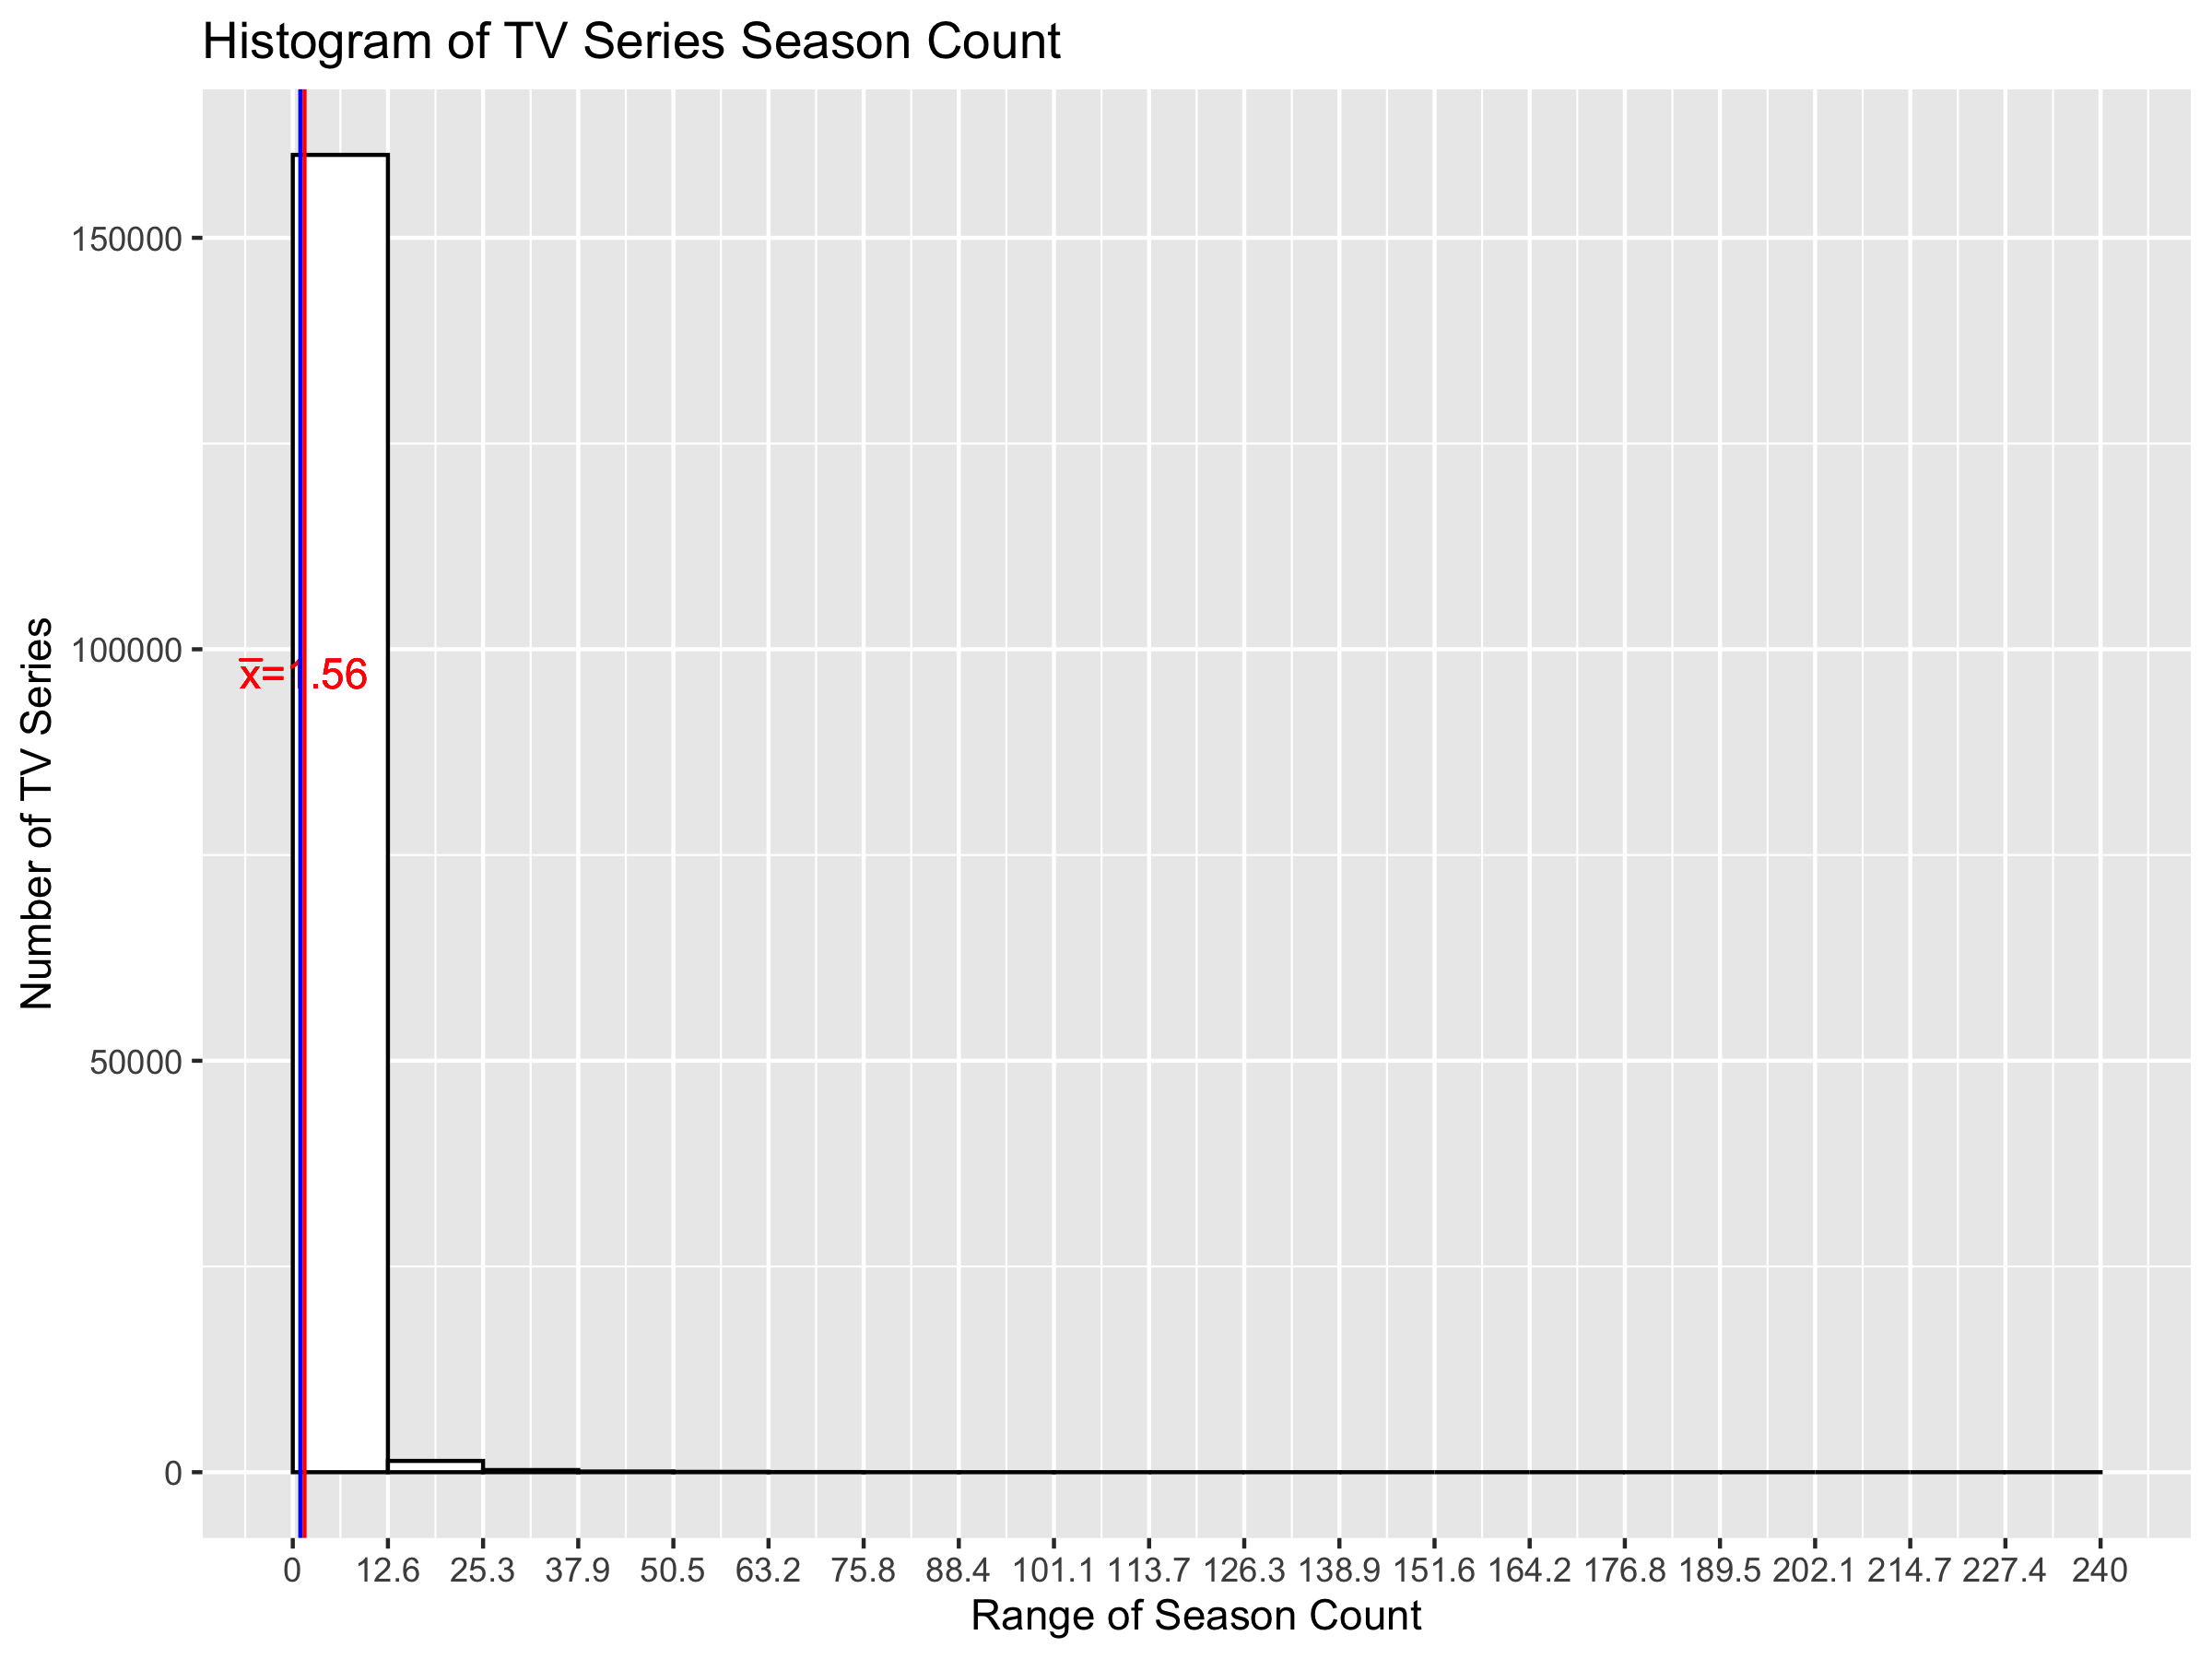 Histogram of TV Series Season Count
Number of TV Series
150000
100000
50000
0
x̅=1.56
0 12.6 25.3 37.9 50.5 63.2 75.8 88.4 101.1 113.7 126.3 138.9 151.6 164.2 176.8 189.5 202.1 214.7 227.4 240
Range of Season Count